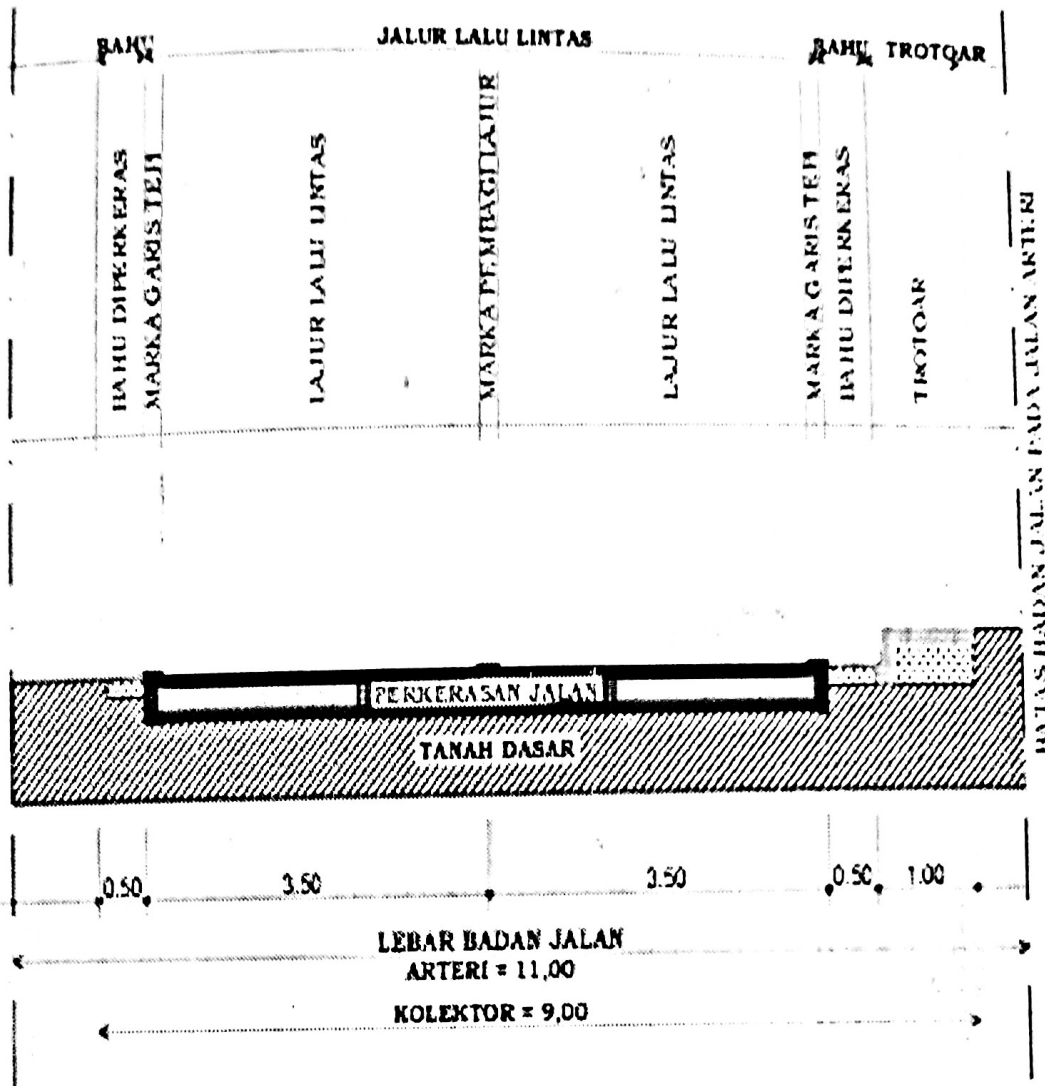 BAHU
JALUR LALU LINTAS
BAHU
TROTOAR
BAHU DIPERKERAS
MARKA GARIS TEPI
LAJUR LALU LINTAS
MARKA PEMBAGI LAJUR
LAJUR LALU LINTAS
MARKA GARIS TEPI
BAHU DIPERKERAS
TROTOAR
BATAS BADAN JALAN PADA JALAN ARTERI
PERKERASAN JALAN
TANAH DASAR
0.50
3.50
3.50
0.50
1.00
LEBAR BADAN JALAN
ARTERI = 11,00
KOLEKTOR = 9,00